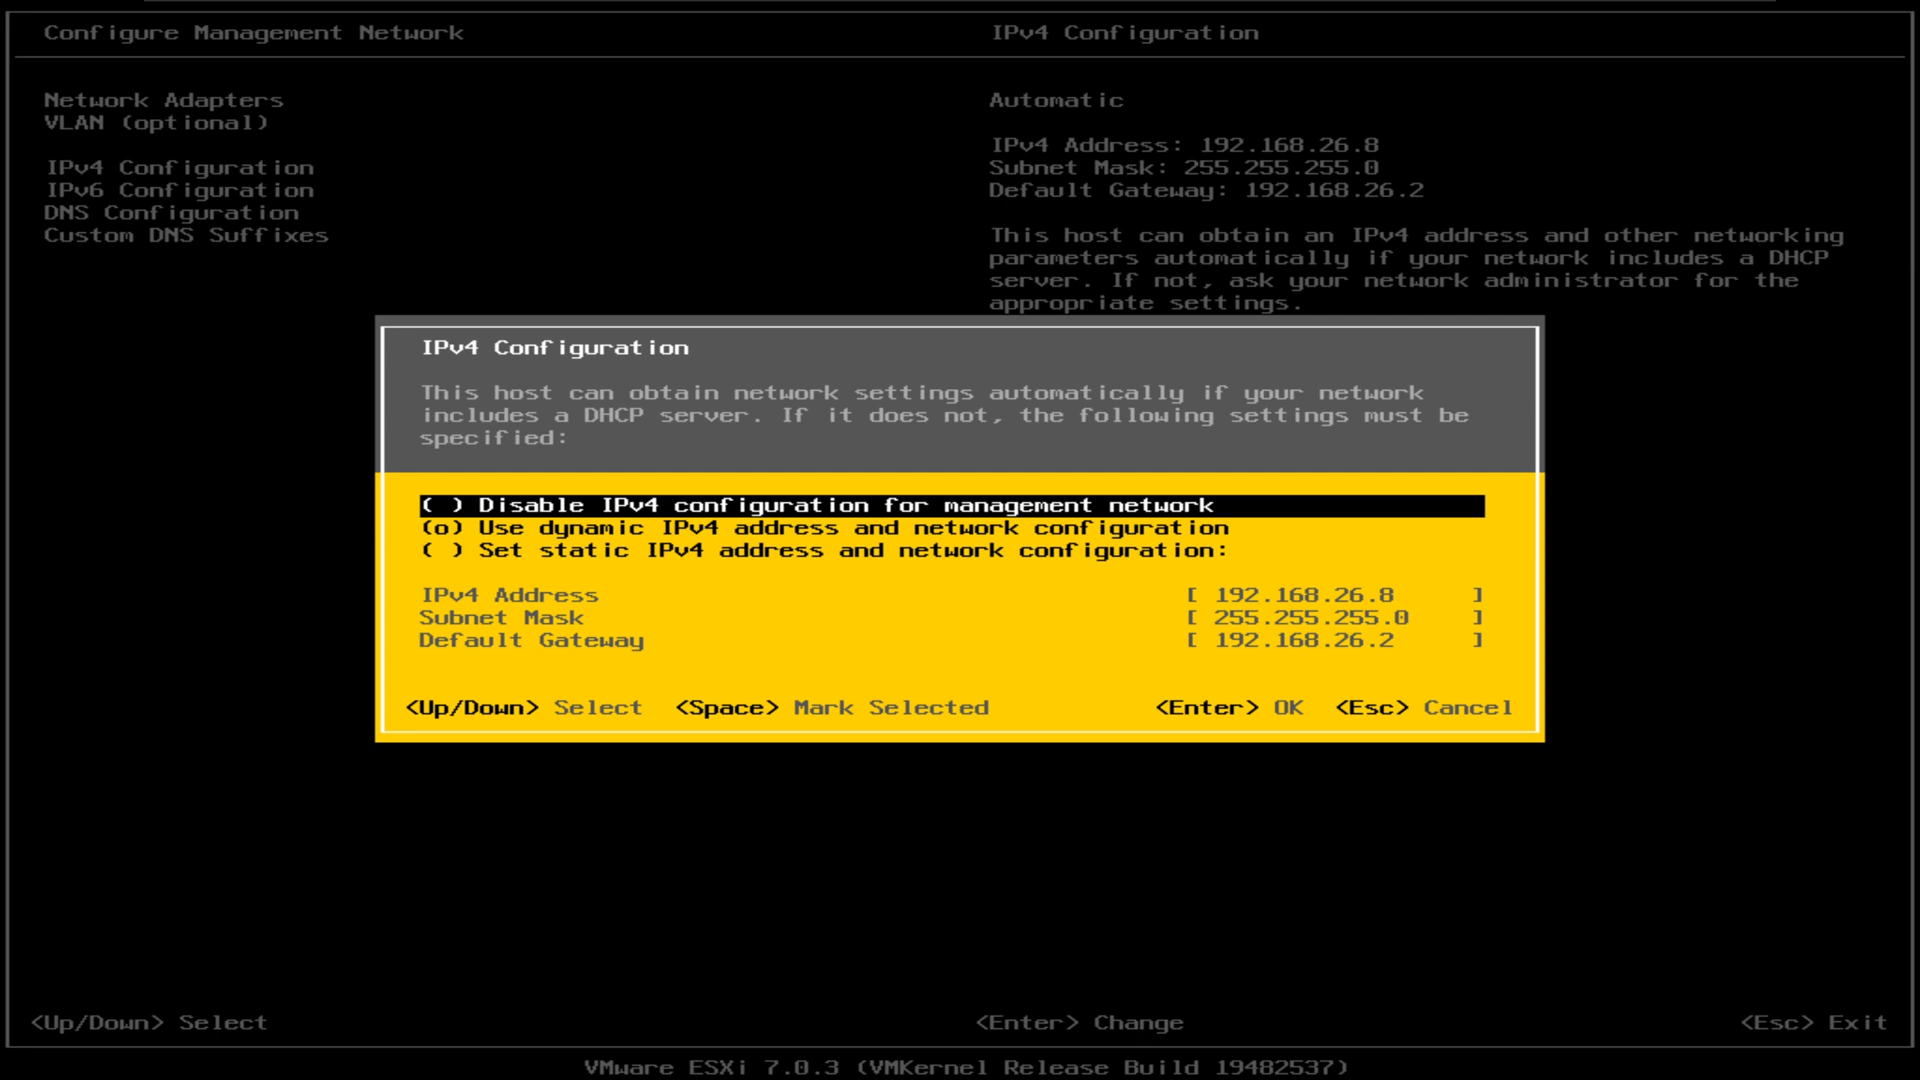 Configure Management Network
IPv4 Configuration
Network Adapters
VLAN (optional)
IPv4 Configuration
IPv6 Configuration
DNS Configuration
Custom DNS Suffixes
Automatic
IPv4 Address: 192.168.26.8
Subnet Mask: 255.255.255.0
Default Gateway: 192.168.26.2
This host can obtain an IPv4 address and other networking
parameters automatically if your network includes a DHCP
server. If not, ask your network administrator for the
appropriate settings.
IPv4 Configuration
This host can obtain network settings automatically if your network
includes a DHCP server. If it does not, the following settings must be
specified:
( ) Disable IPv4 configuration for management network
(o) Use dynamic IPv4 address and network configuration
( ) Set static IPv4 address and network configuration:
IPv4 Address [ 192.168.26.8 ]
Subnet Mask [ 255.255.255.0 ]
Default Gateway [ 192.168.26.2 ]
<Up/Down> Select <Space> Mark Selected <Enter> OK <Esc> Cancel
<Up/Down> Select <Enter> Change <Esc> Exit
VMware ESXi 7.0.3 (VMKernel Release Build 19482537)